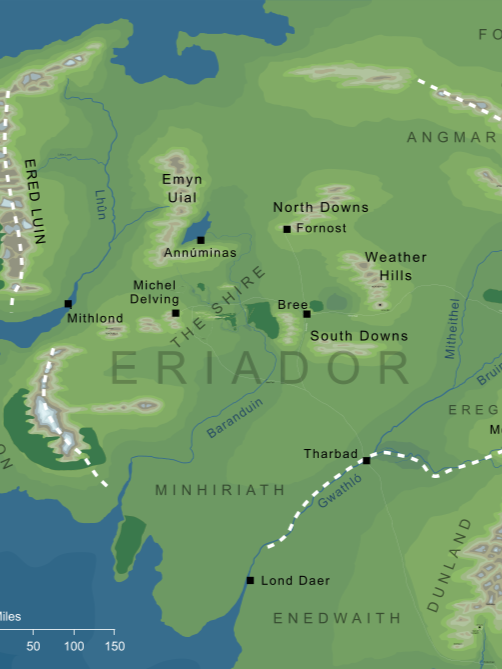 FO
ANGMAR
ERED LUIN
Emyn
Uial
Lhûn
North Downs
Fornost
Annúminas
Weather
Hills
Michel
Delving
THE SHIRE
Bree
Mithlond
South Downs
Mitheithel
ERIADOR
Bruin
EREG
Baranduin
ON
M
Tharbad
Gwathló
MINHIRIATH
DUNLAND
Lond Daer
Miles
ENEDWAITH
50 100 150